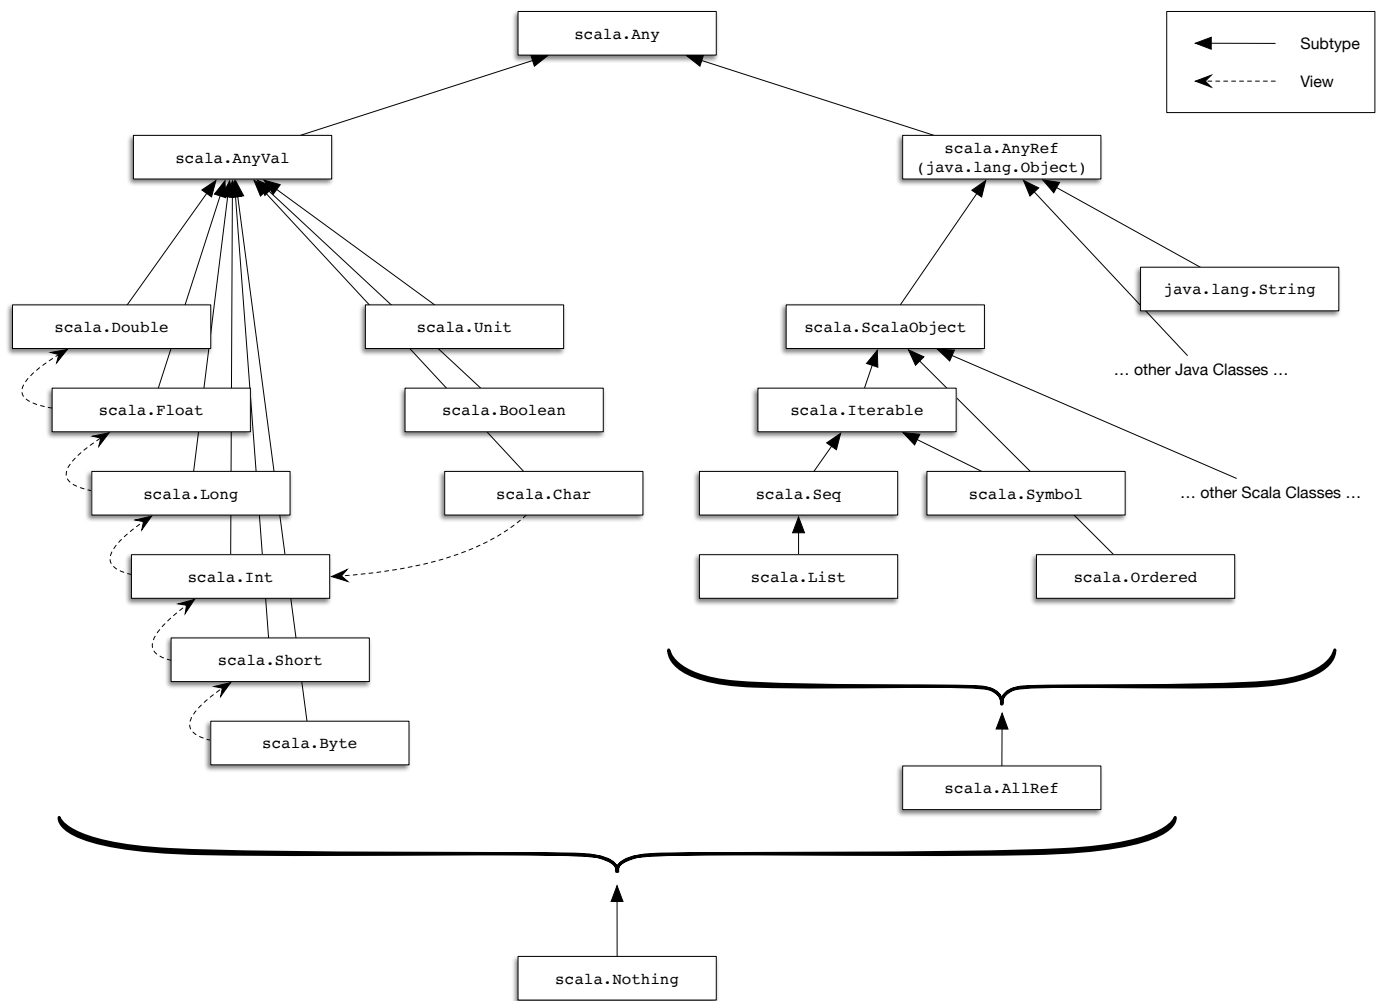 scala.Any
Subtype
View
scala.AnyVal
scala.AnyRef
(java.lang.Object)
java.lang.String
scala.Double
scala.Unit
scala.ScalaObject
… other Java Classes …
scala.Float
scala.Boolean
scala.Iterable
scala.Long
scala.Char
scala.Seq
scala.Symbol
… other Scala Classes …
scala.Int
scala.List
scala.Ordered
scala.Short
scala.Byte
scala.AllRef
scala.Nothing